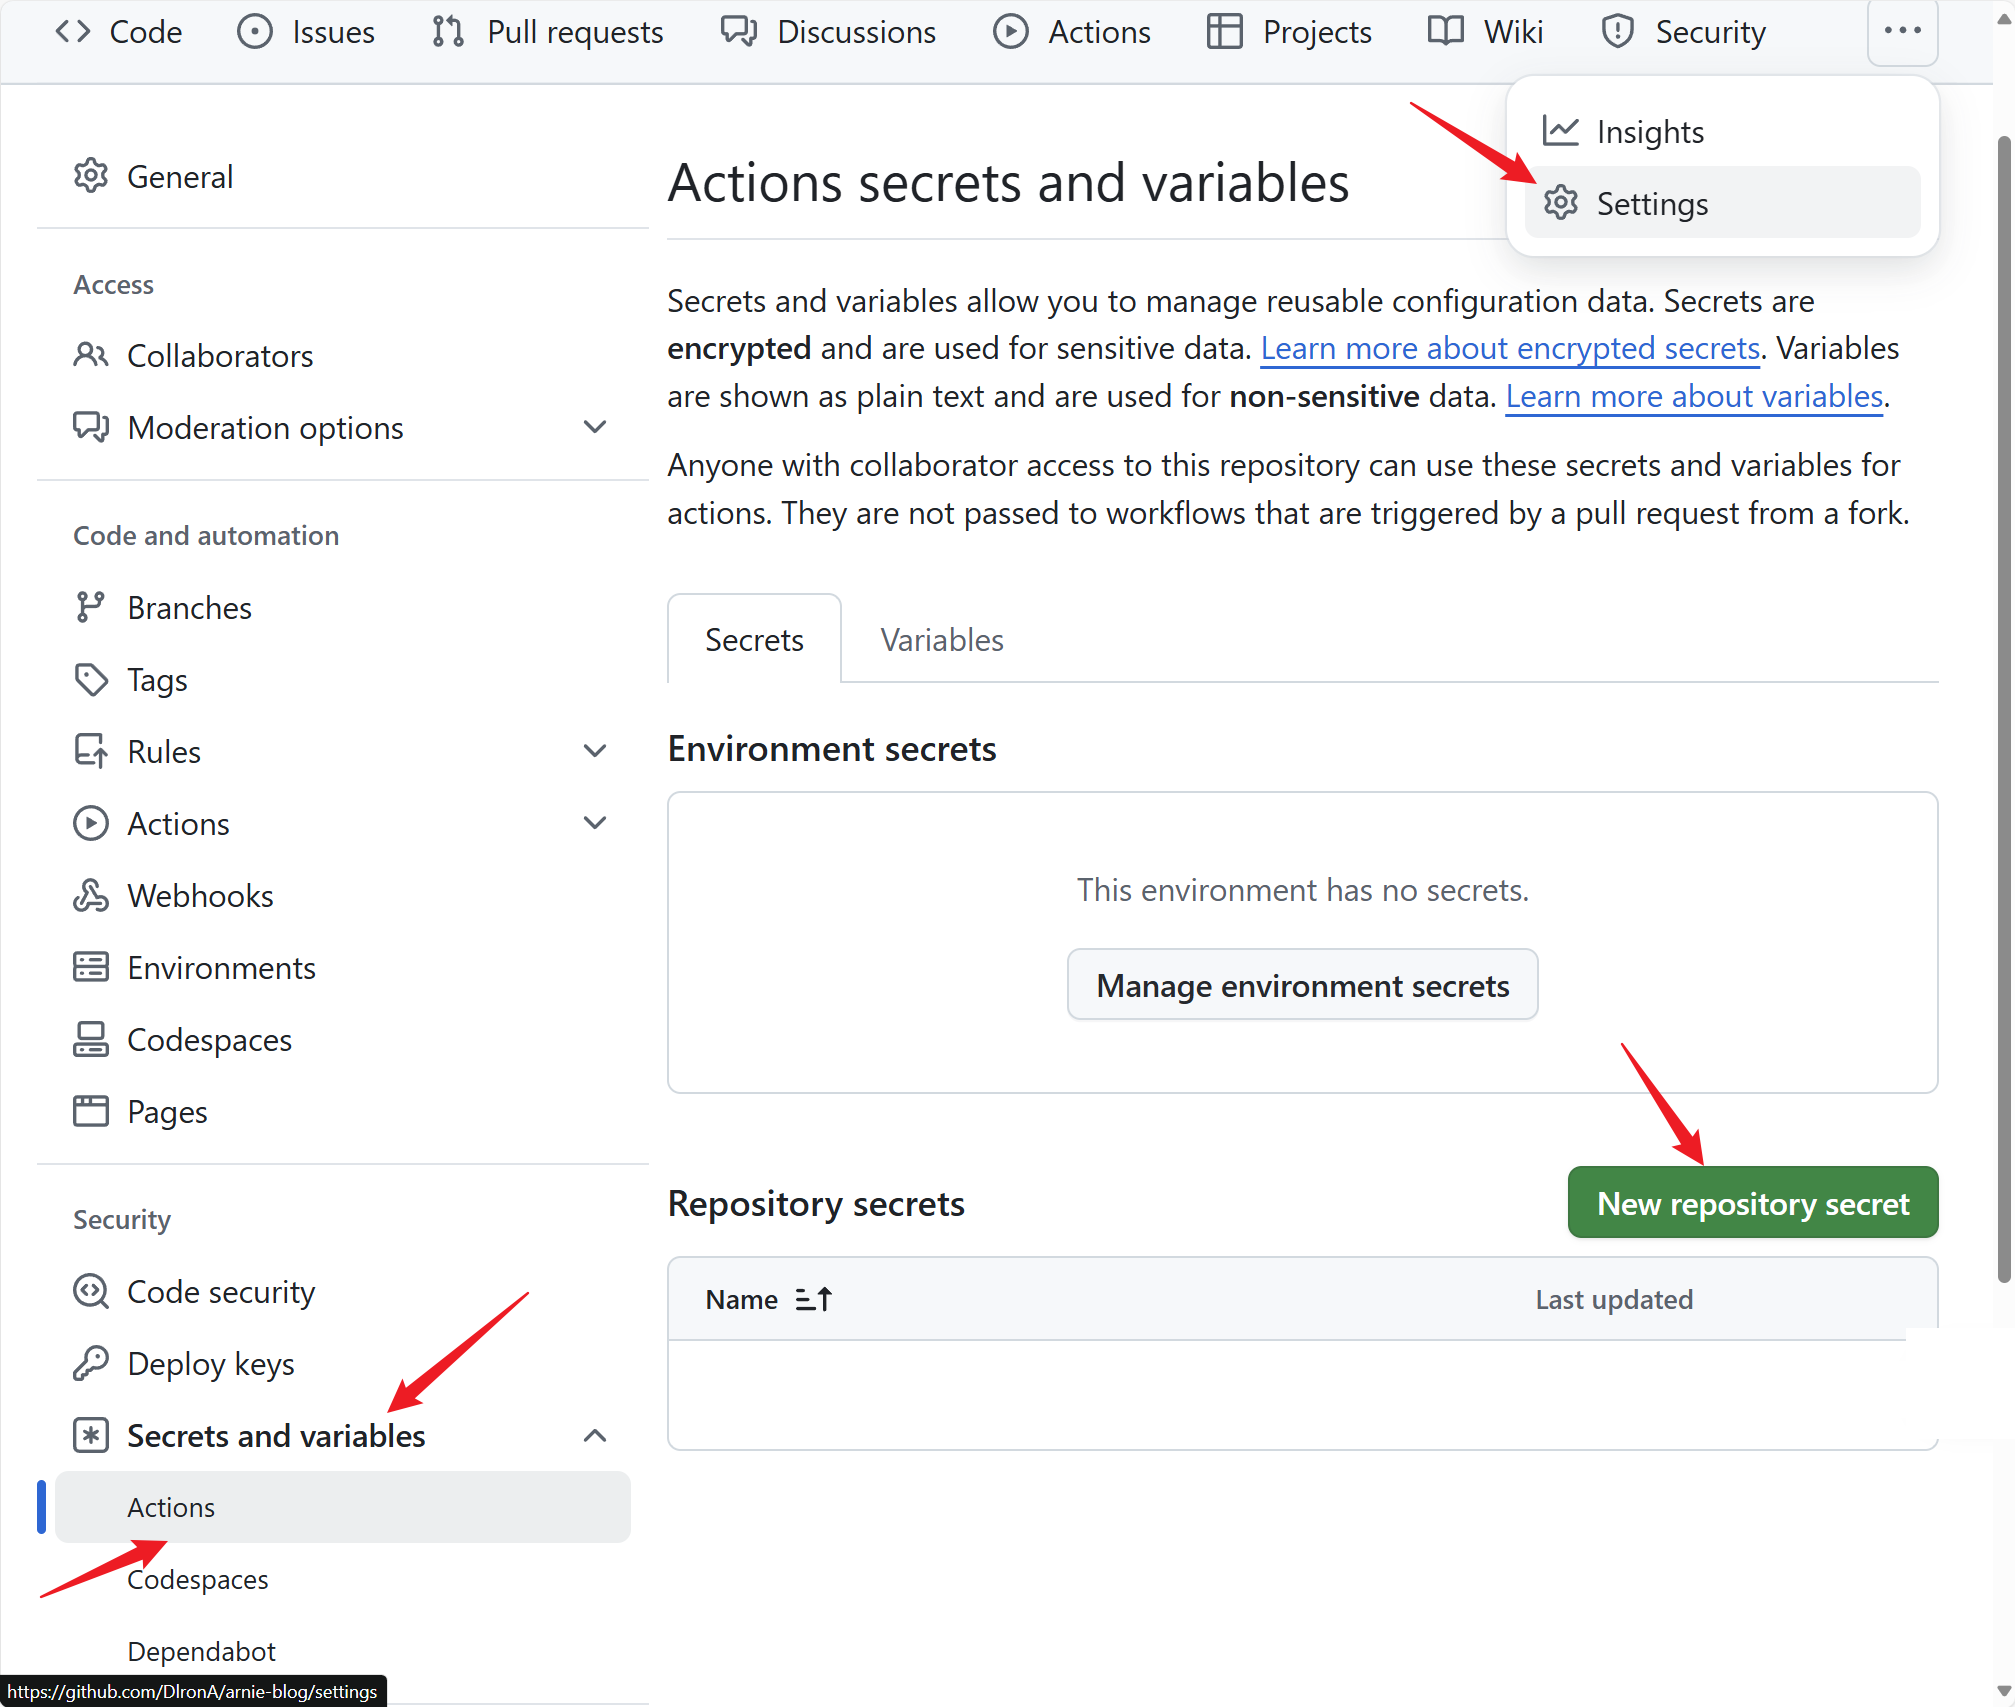 Code Issues Pull requests Discussions Actions Projects Wiki Security
Insights
Settings
General
Access
Collaborators
Moderation options
Code and automation
Branches
Tags
Rules
Actions
Webhooks
Environments
Codespaces
Pages
Security
Code security
Deploy keys
Secrets and variables
Actions
Codespaces
Dependabot
Actions secrets and variables
Secrets and variables allow you to manage reusable configuration data. Secrets are
encrypted and are used for sensitive data. Learn more about encrypted secrets. Variables
are shown as plain text and are used for non-sensitive data. Learn more about variables.
Anyone with collaborator access to this repository can use these secrets and variables for
actions. They are not passed to workflows that are triggered by a pull request from a fork.
Secrets Variables
Environment secrets
This environment has no secrets.
Manage environment secrets
Repository secrets
New repository secret
Name Last updated
https://github.com/DIronA/arnie-blog/settings